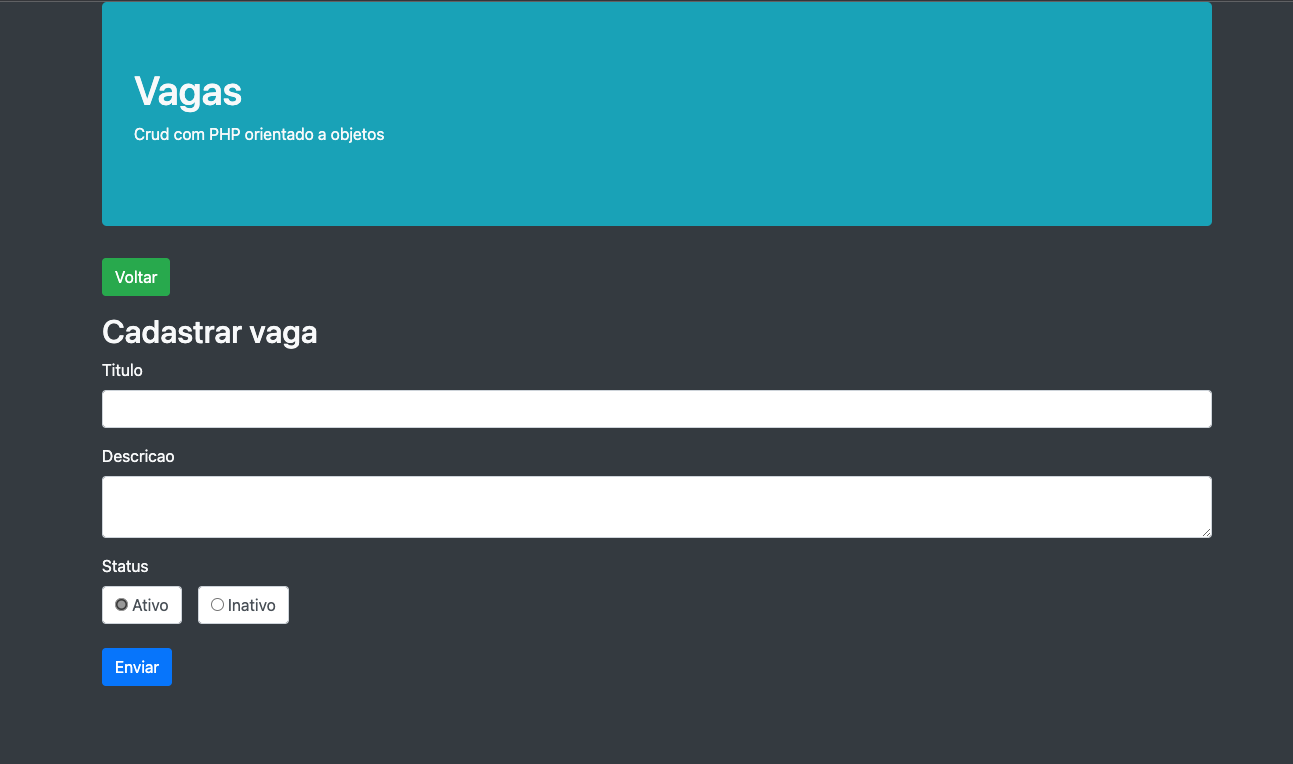 Vagas
Crud com PHP orientado a objetos
Voltar
Cadastrar vaga
Titulo
Descricao
Status
Ativo Inativo
Enviar